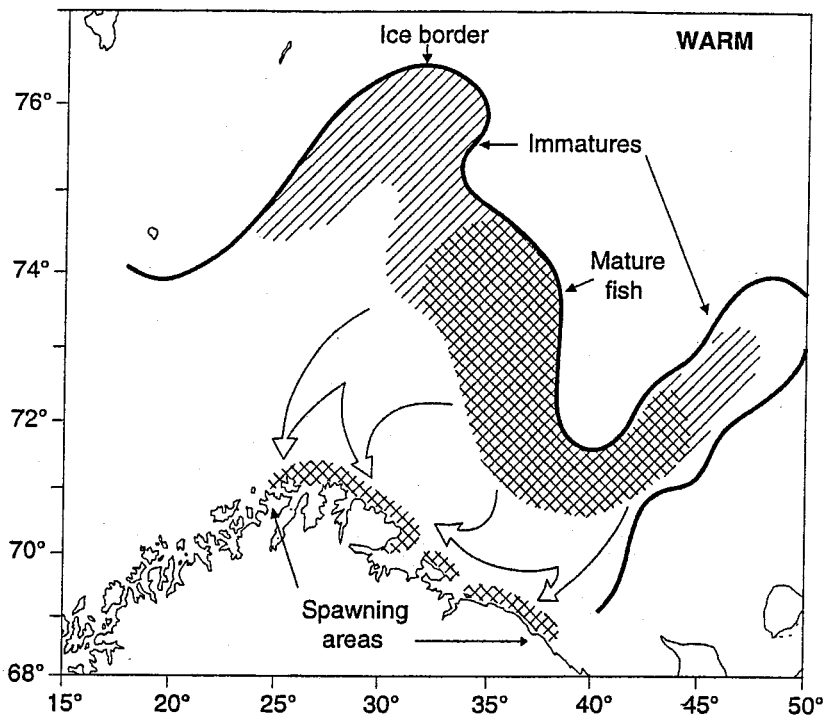 Ice border
WARM
76°
Immatures
74°
Mature
fish
72°
70°
Spawning
areas
68°
15°
20°
25°
30°
35°
40°
45°
50°